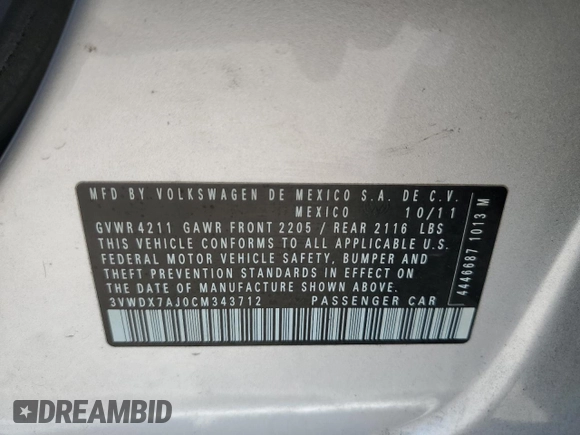 MFD BY VOLKSWAGEN DE MEXICO S.A. DE C.V.
MEXICO 10/11
GVWR 4211 GAWR FRONT 2205 / REAR 2116 LBS
THIS VEHICLE CONFORMS TO ALL APPLICABLE U.S.
FEDERAL MOTOR VEHICLE SAFETY, BUMPER AND
THEFT PREVENTION STANDARDS IN EFFECT ON
THE DATE OF MANUFACTURE SHOWN ABOVE.
3VWDX7AJ0CM343712 PASSENGER CAR
4446687 1013 M
DREAMBID